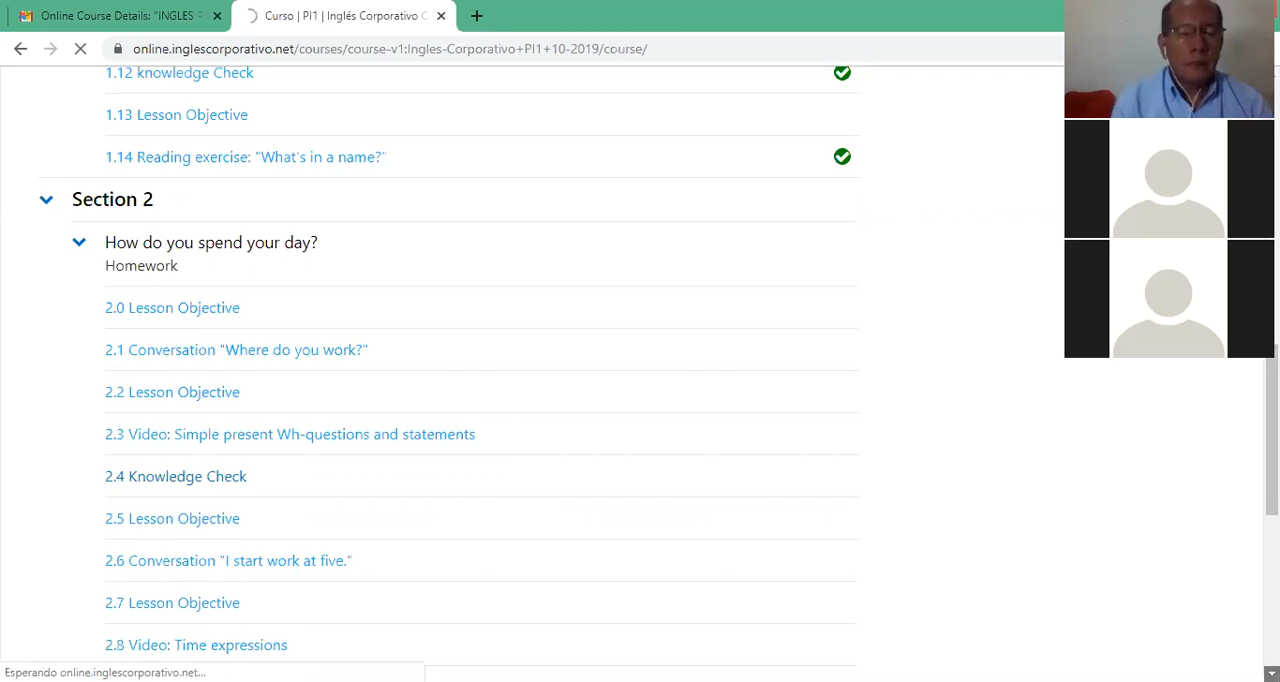 Online Course Details: "INGLES P
Curso | PI1 | Inglés Corporativo C
online.inglescorporativo.net/courses/course-v1:Ingles-Corporativo+PI1+10-2019/course/
1.12 knowledge Check
1.13 Lesson Objective
1.14 Reading exercise: "What's in a name?"
Section 2
How do you spend your day?
Homework
2.0 Lesson Objective
2.1 Conversation "Where do you work?"
2.2 Lesson Objective
2.3 Video: Simple present Wh-questions and statements
2.4 Knowledge Check
2.5 Lesson Objective
2.6 Conversation "I start work at five."
2.7 Lesson Objective
2.8 Video: Time expressions
Esperando online.inglescorporativo.net...